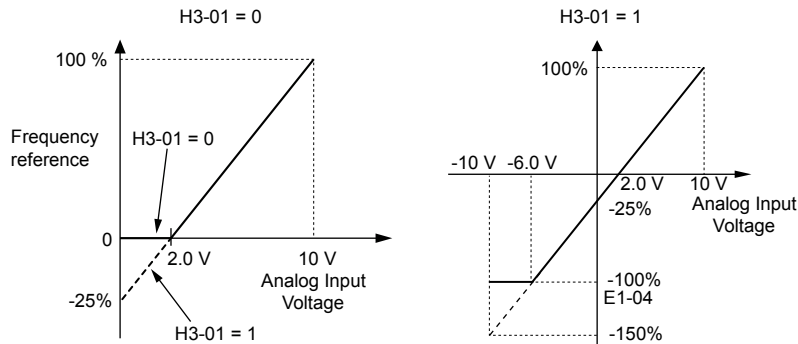 H3-01 = 0
100 %
Frequency
reference
H3-01 = 0
0
2.0 V
10 V
Analog Input
Voltage
-25%
H3-01 = 1
H3-01 = 1
100%
-10 V
-6.0 V
2.0 V
10 V
Analog Input
Voltage
-25%
-100%
E1-04
-150%